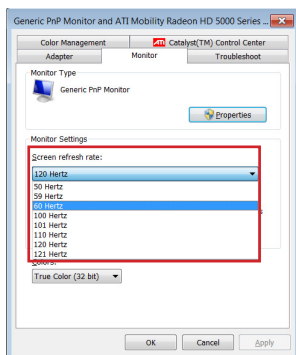 Generic PnP Monitor and ATI Mobility Radeon HD 5000 Series ...
Color Management
ATI Catalyst(TM) Control Center
Adapter
Monitor
Troubleshoot
Monitor Type
Generic PnP Monitor
Properties
Monitor Settings
Screen refresh rate:
120 Hertz
50 Hertz
59 Hertz
60 Hertz
100 Hertz
101 Hertz
110 Hertz
120 Hertz
121 Hertz
Colors:
True Color (32 bit)
OK
Cancel
Apply